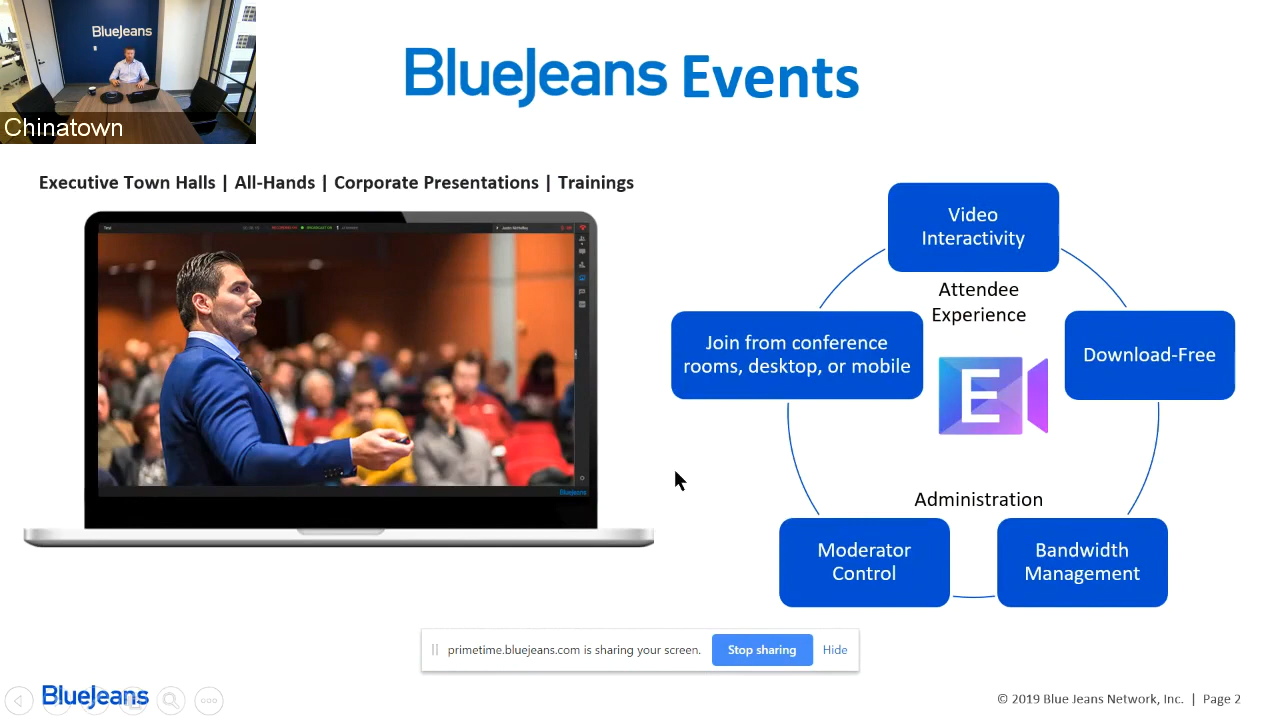 BlueJeans
Chinatown
BlueJeans Events
Executive Town Halls | All-Hands | Corporate Presentations | Trainings
BlueJeans
Video
Interactivity
Attendee
Experience
Join from conference
rooms, desktop, or mobile
Download-Free
E
Administration
Moderator
Control
Bandwidth
Management
primetime.bluejeans.com is sharing your screen.
Stop sharing
Hide
BlueJeans
© 2019 Blue Jeans Network, Inc. | Page 2